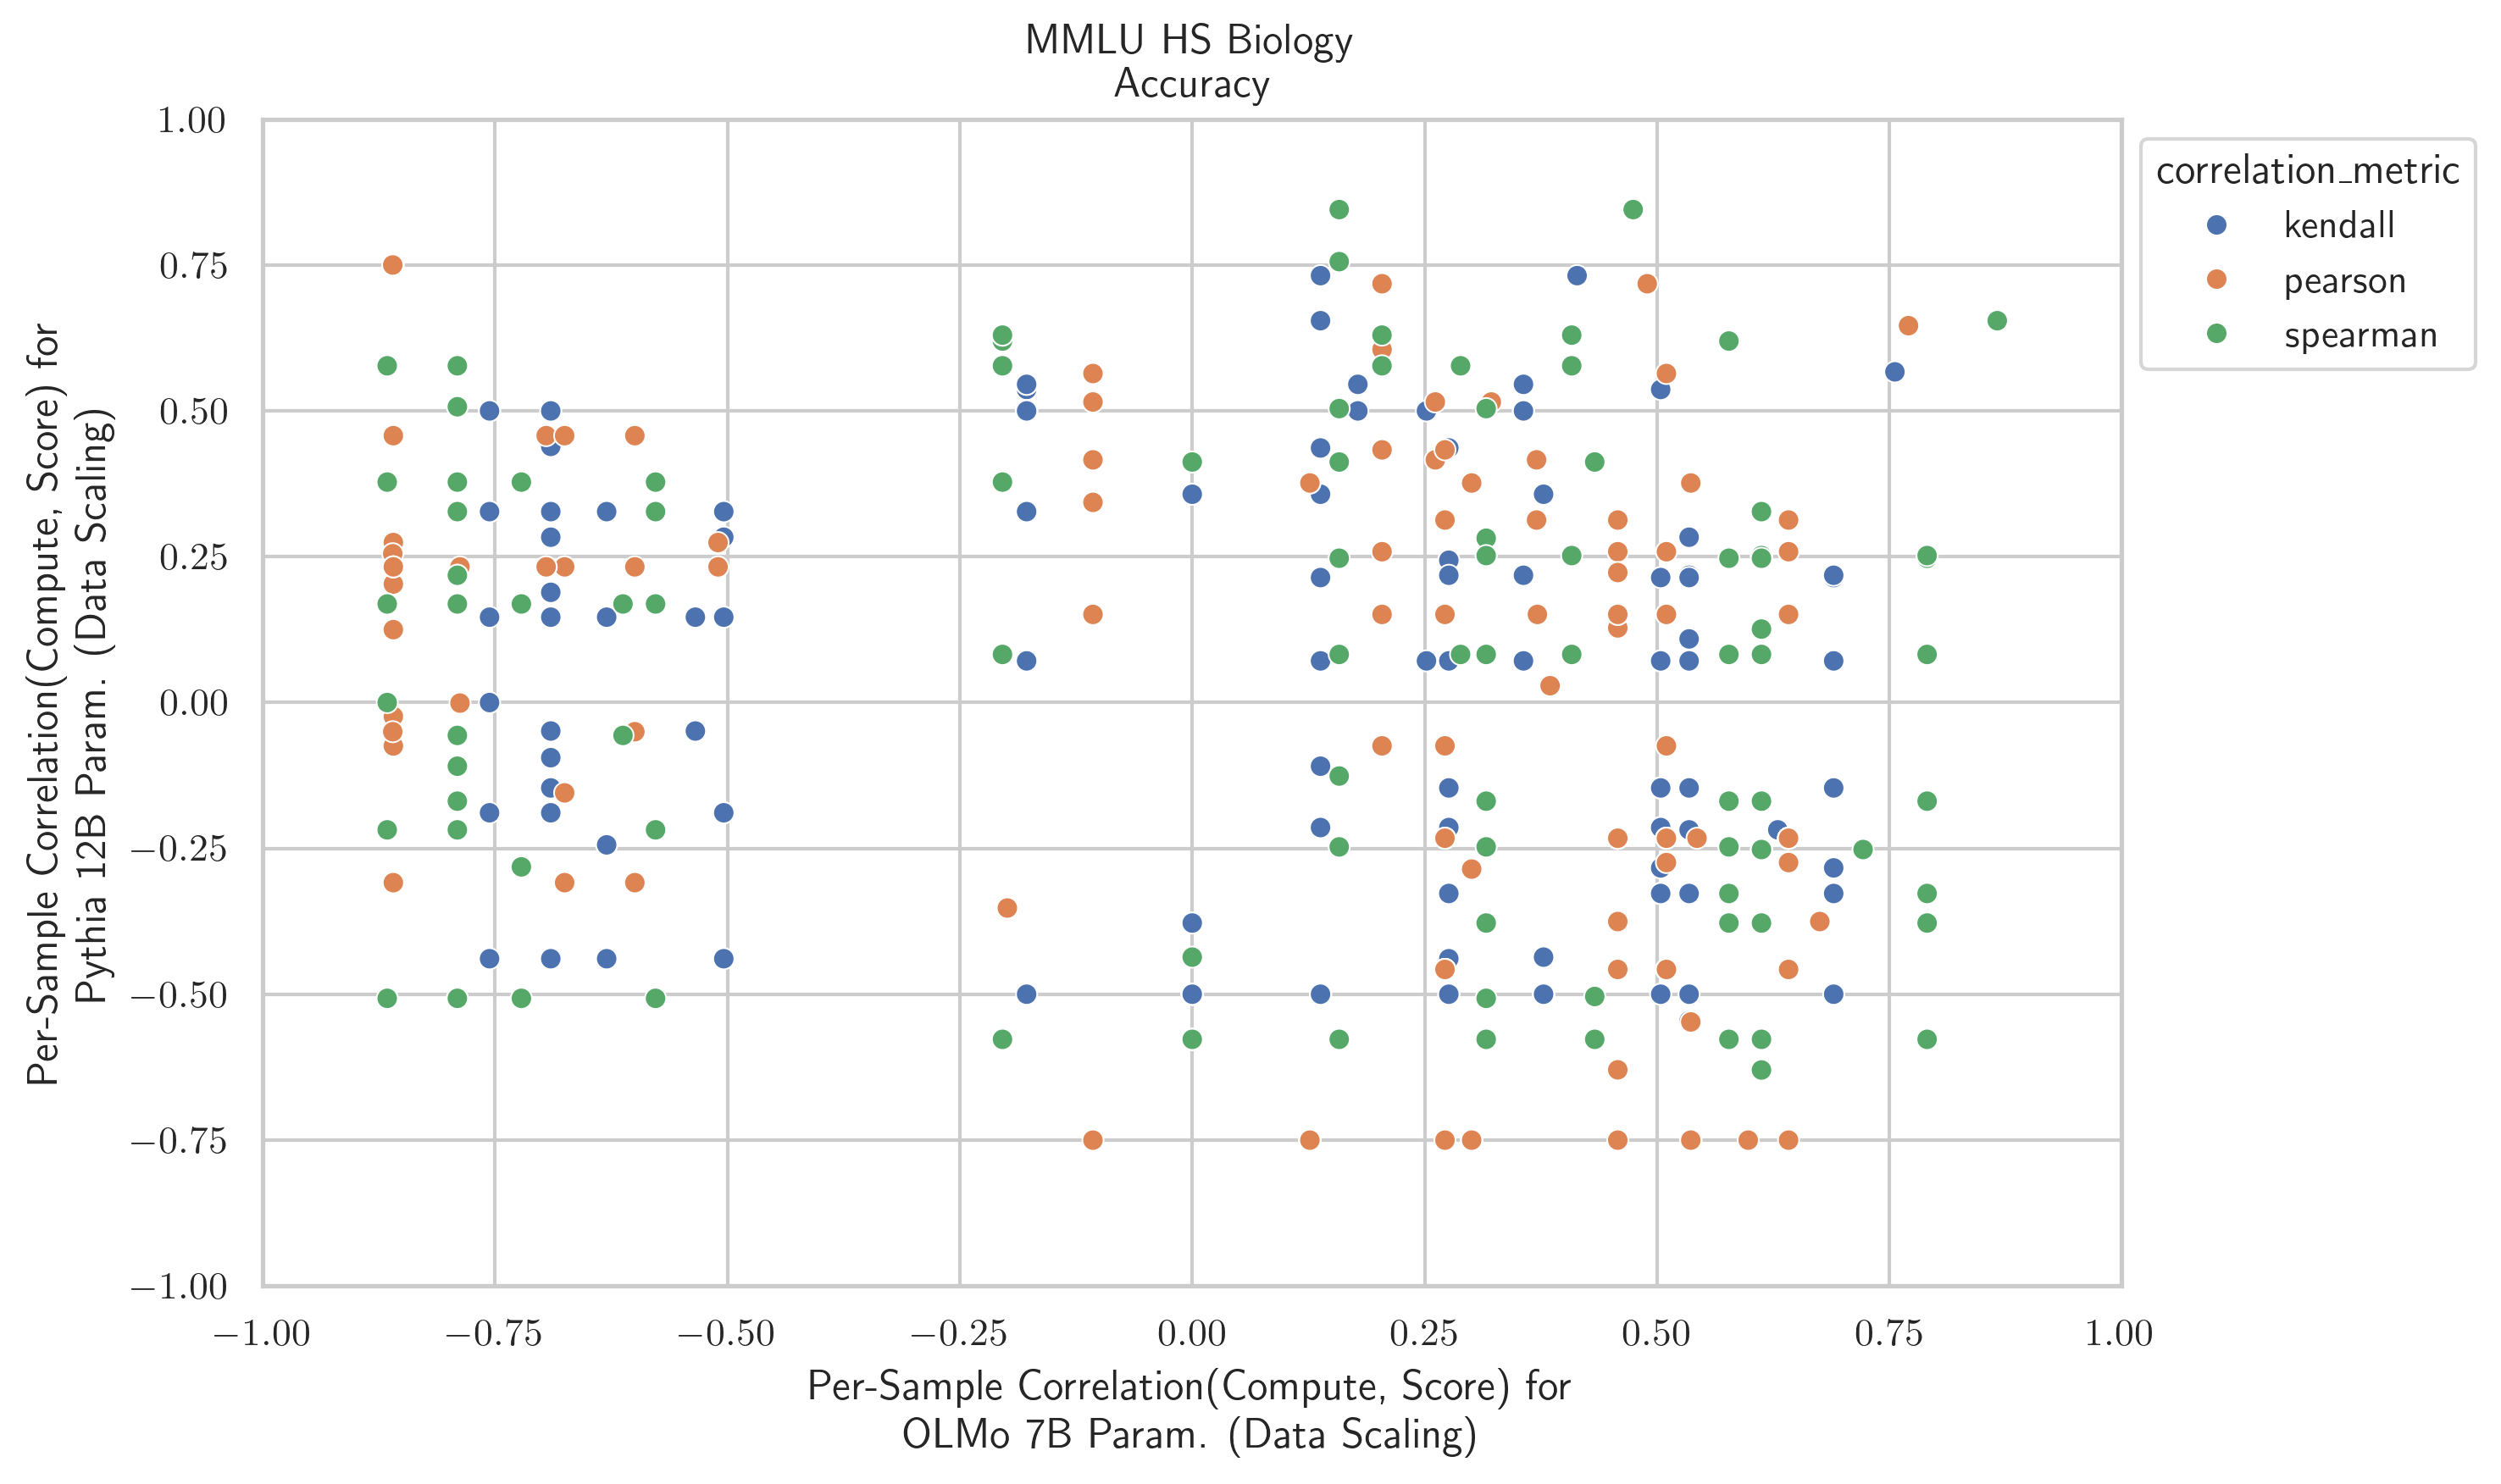 MMLU HS Biology
Accuracy
1.00
0.75
0.50
0.25
0.00
−0.25
−0.50
−0.75
−1.00
Per-Sample Correlation(Compute, Score) for
Pythia 12B Param. (Data Scaling)
correlation_metric
kendall
pearson
spearman
−1.00 −0.75 −0.50 −0.25 0.00 0.25 0.50 0.75 1.00
Per-Sample Correlation(Compute, Score) for
OLMo 7B Param. (Data Scaling)